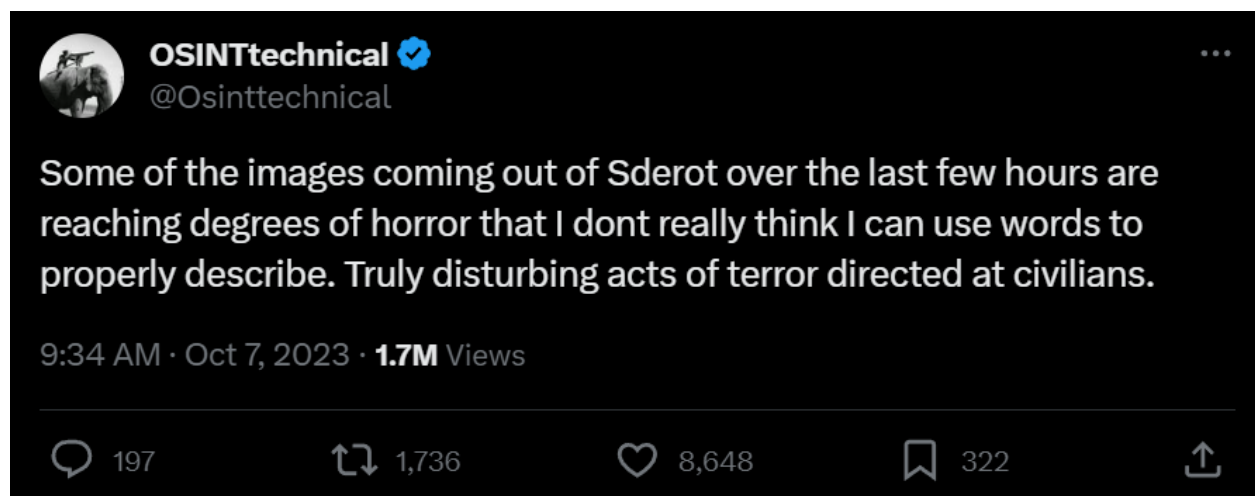 OSINTtechnical
@Osinttechnical
Some of the images coming out of Sderot over the last few hours are
reaching degrees of horror that I dont really think I can use words to
properly describe. Truly disturbing acts of terror directed at civilians.
9:34 AM · Oct 7, 2023 · 1.7M Views
197 1,736 8,648 322